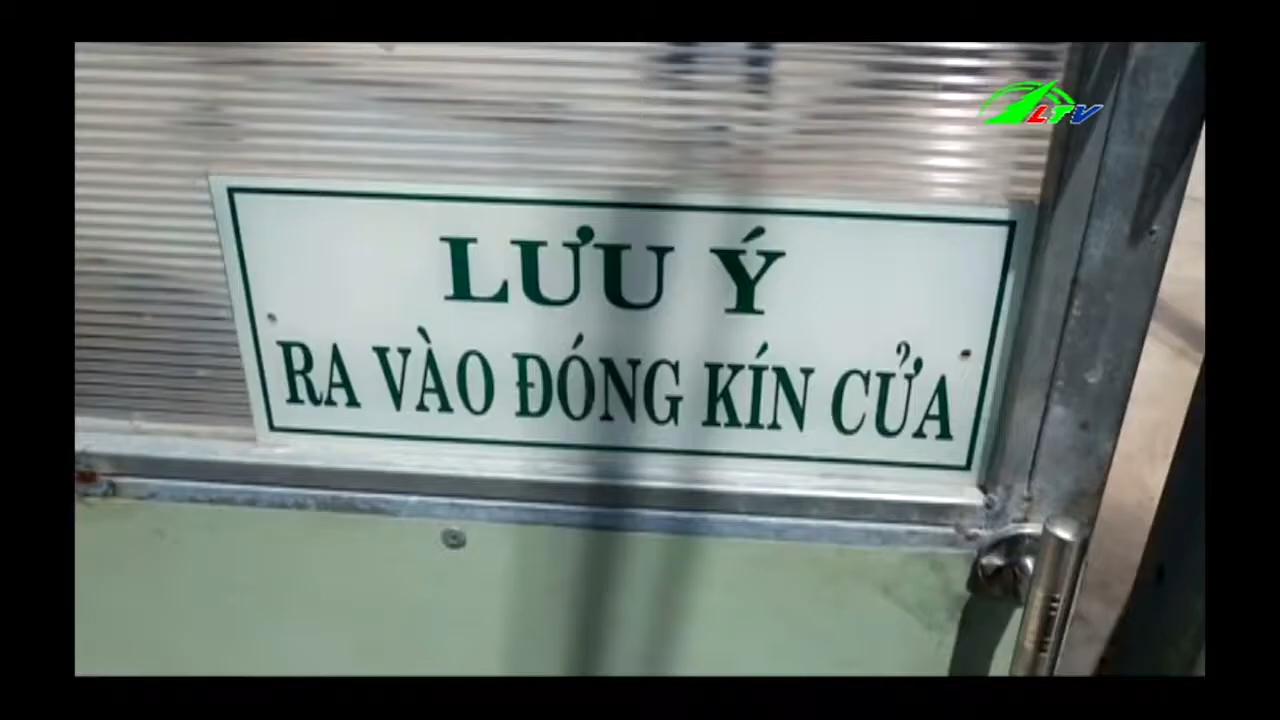 LTV
LƯU Ý
RA VÀO ĐÓNG KÍN CỬA